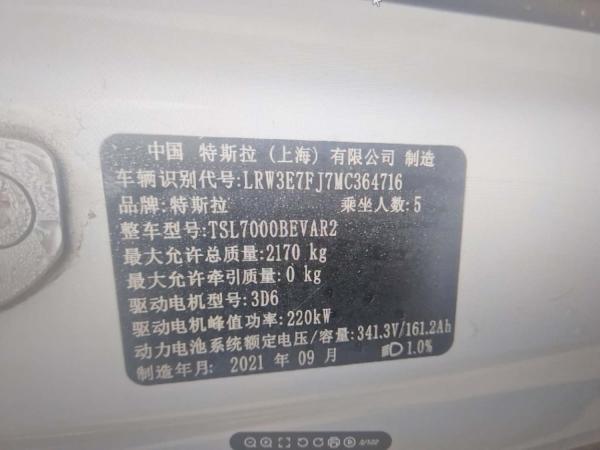 中国 特斯拉 (上海) 有限公司 制造
车辆识别代号:LRW3E7FJ7MC364716
品牌:特斯拉 乘坐人数:5
整车型号:TSL7000BEVAR2
最大允许总质量:2170 kg
最大允许牵引质量:0 kg
驱动电机型号:3D6
驱动电机峰值功率:220kW
动力电池系统额定电压/容量:341.3V/161.2Ah
制造年月: 2021 年 09 月 1.0%